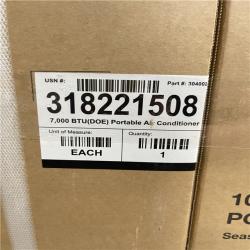 USN #:
Part #: 304002
318221508
7,000 BTU(DOE) Portable Air Conditioner
Unit of Measure:
Quantity:
EACH
1
10
PO
Seas